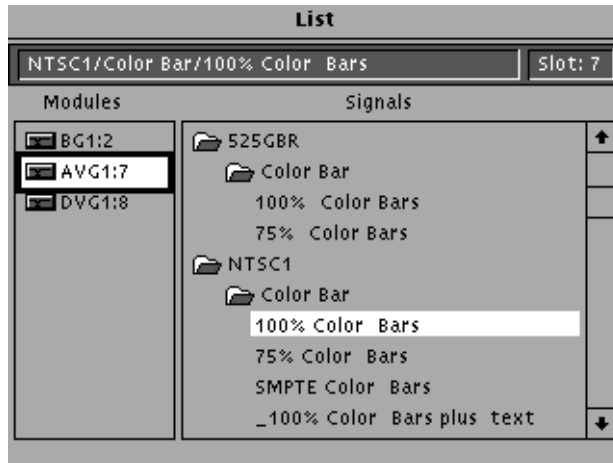 List
NTSC1/Color Bar/100% Color Bars
Slot: 7
Modules
Signals
BG1:2
AVG1:7
DVG1:8
525GBR
Color Bar
100% Color Bars
75% Color Bars
NTSC1
Color Bar
100% Color Bars
75% Color Bars
SMPTE Color Bars
_100% Color Bars plus text